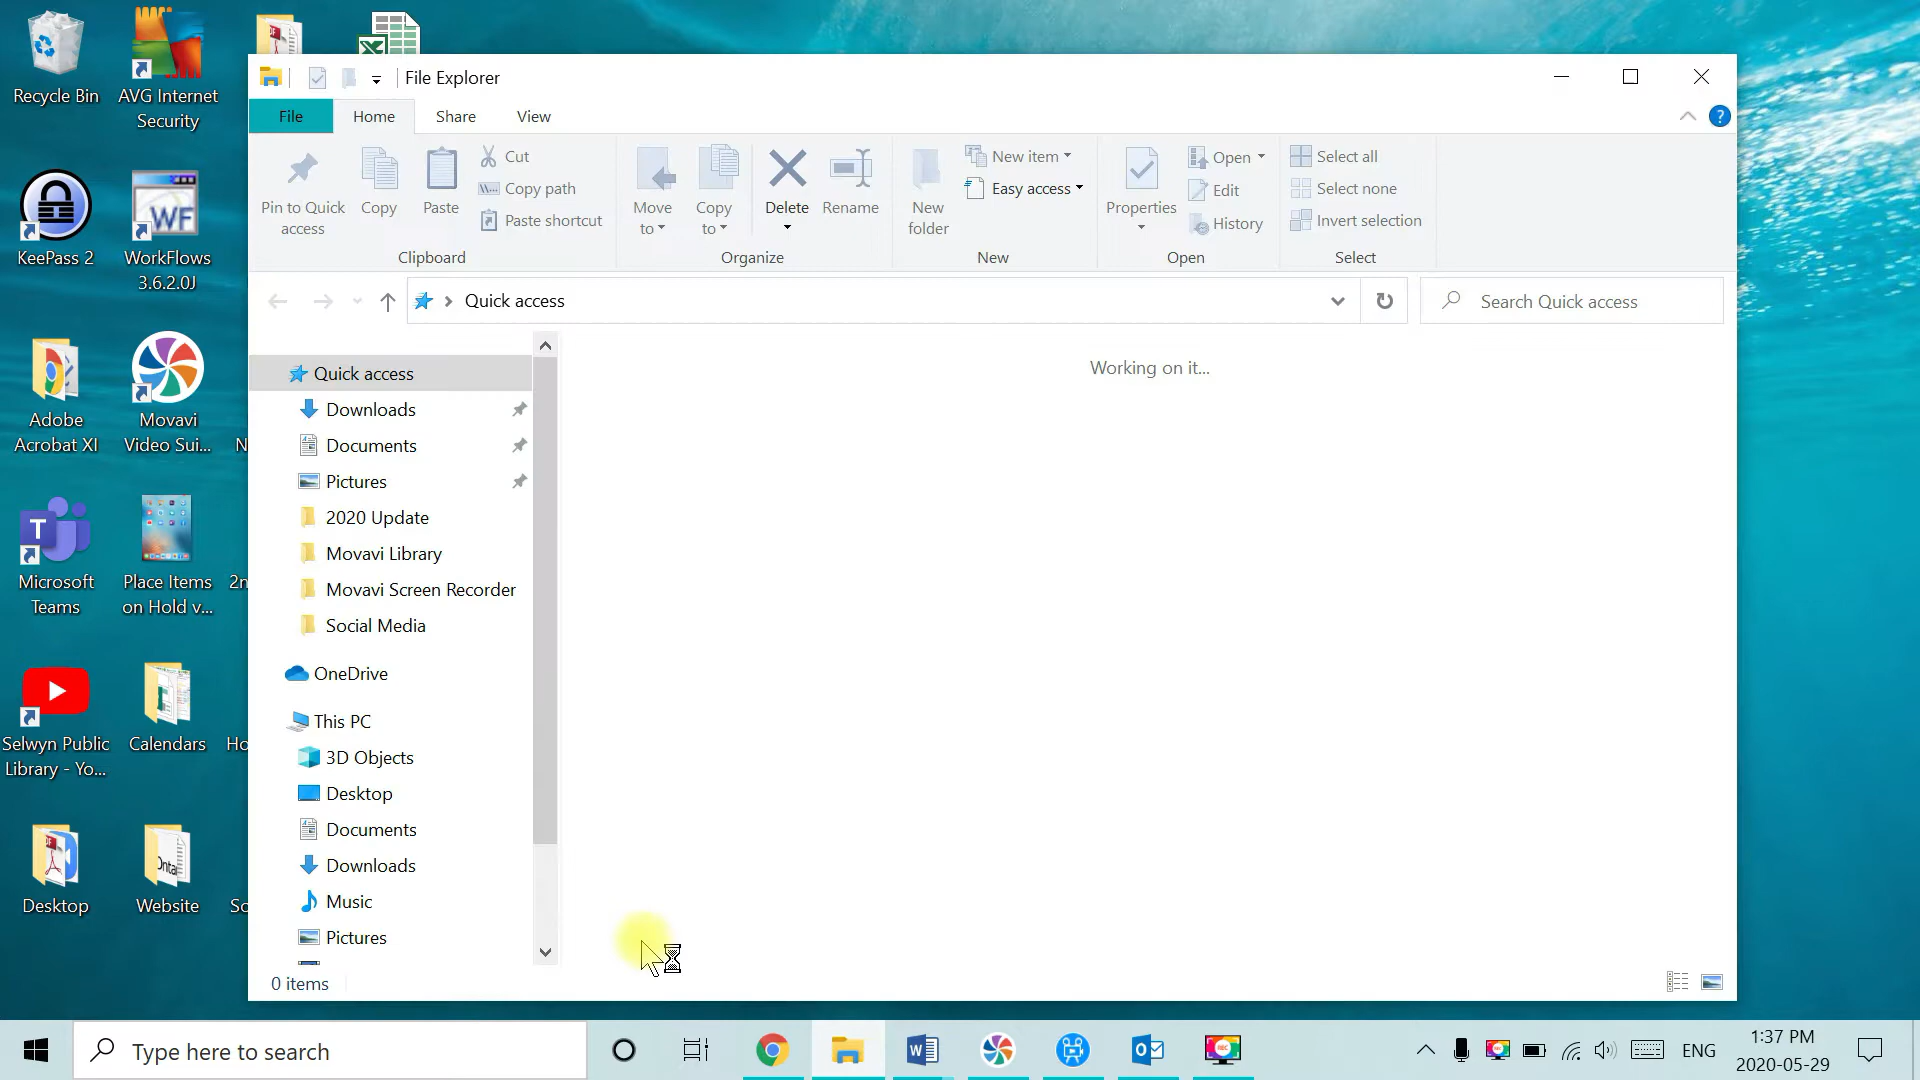 Recycle Bin
AVG Internet
Security
KeePass 2
WorkFlows
3.6.2.0J
Adobe
Acrobat XI
Movavi
Video Sui...
N
Microsoft
Teams
Place Items
on Hold v...
2n
Selwyn Public
Library - Yo...
Calendars
Ho
Desktop
Website
Sc
File Explorer
File
Home
Share
View
Pin to Quick
access
Copy
Paste
Cut
Copy path
Paste shortcut
Clipboard
Move
to
Copy
to
Delete
Rename
Organize
New
folder
New item
Easy access
New
Properties
Open
Edit
History
Open
Select all
Select none
Invert selection
Select
Quick access
Search Quick access
Quick access
Downloads
Documents
Pictures
2020 Update
Movavi Library
Movavi Screen Recorder
Social Media
OneDrive
This PC
3D Objects
Desktop
Documents
Downloads
Music
Pictures
Working on it...
0 items
Type here to search
ENG
1:37 PM
2020-05-29